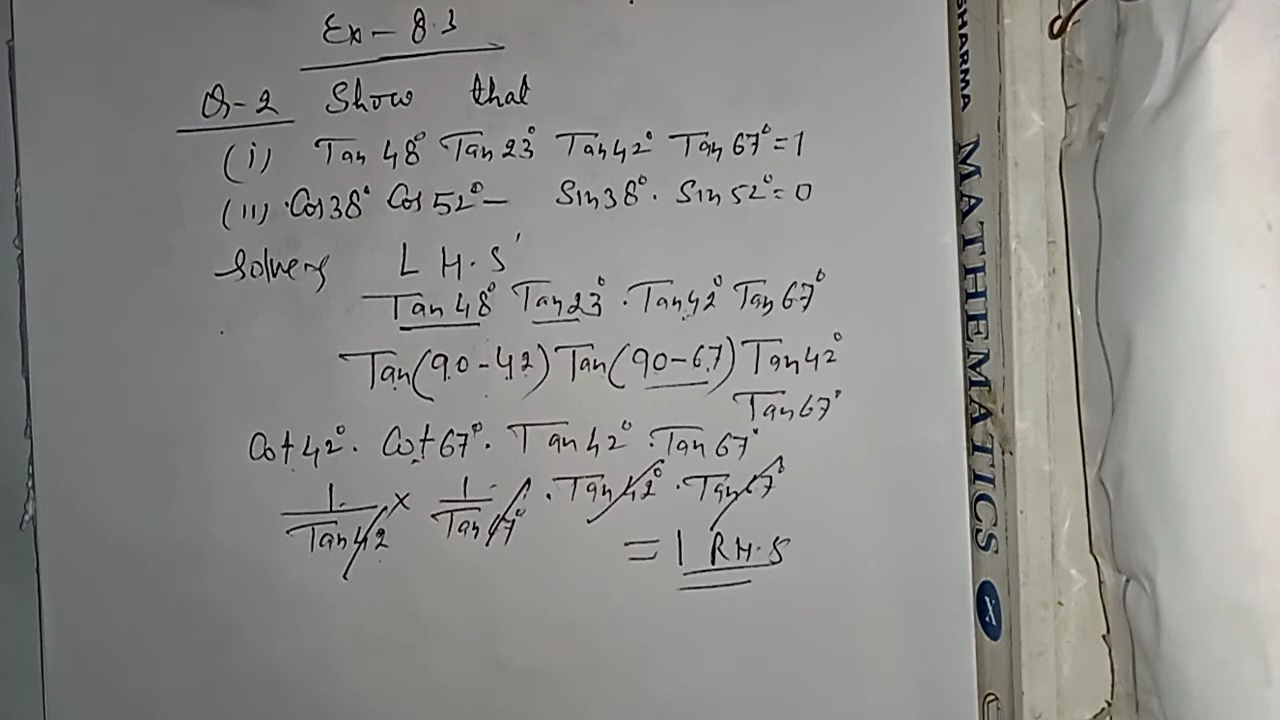 Ex - 8.3
Q-2 Show that
(i) Tan 48° Tan 23° Tan 42° Tan 67° = 1
(ii) Cos 38° Cos 52° - Sin 38° . Sin 52° = 0
L H.S
Tan 48° Tan 23° . Tan 42° Tan 67°
Tan (90-42) Tan (90-67) Tan 42°
Tan 67°
Cot 42° . Cot 67° . Tan 42° . Tan 67°
1/Tan 42 × 1/Tan 67° . Tan 42° . Tan 67°
= 1 R H.S
SHARMA MATHEMATICS X